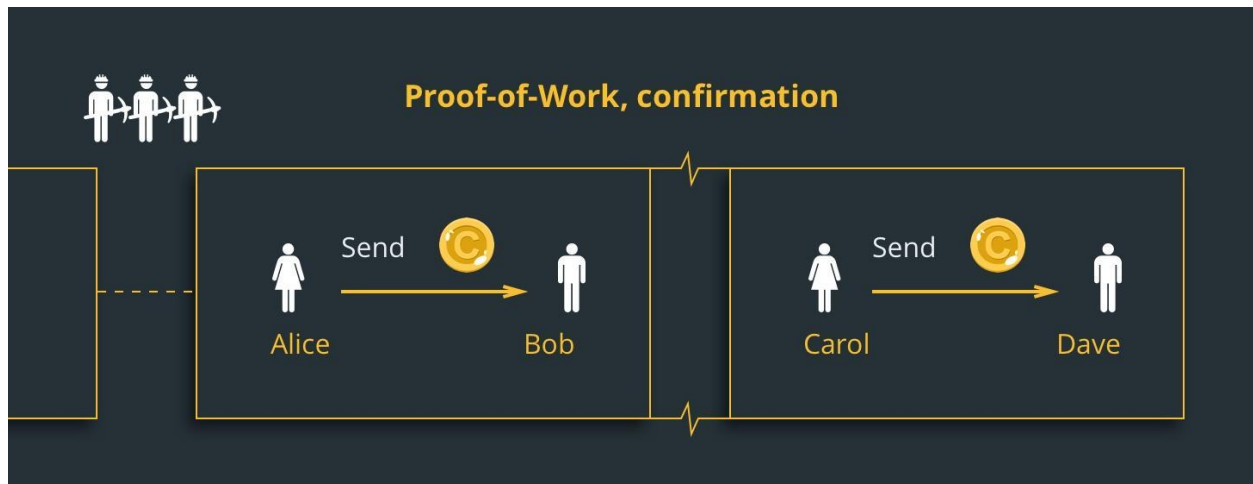 Proof-of-Work, confirmation
Send C
Send C
Alice
Bob
Carol
Dave